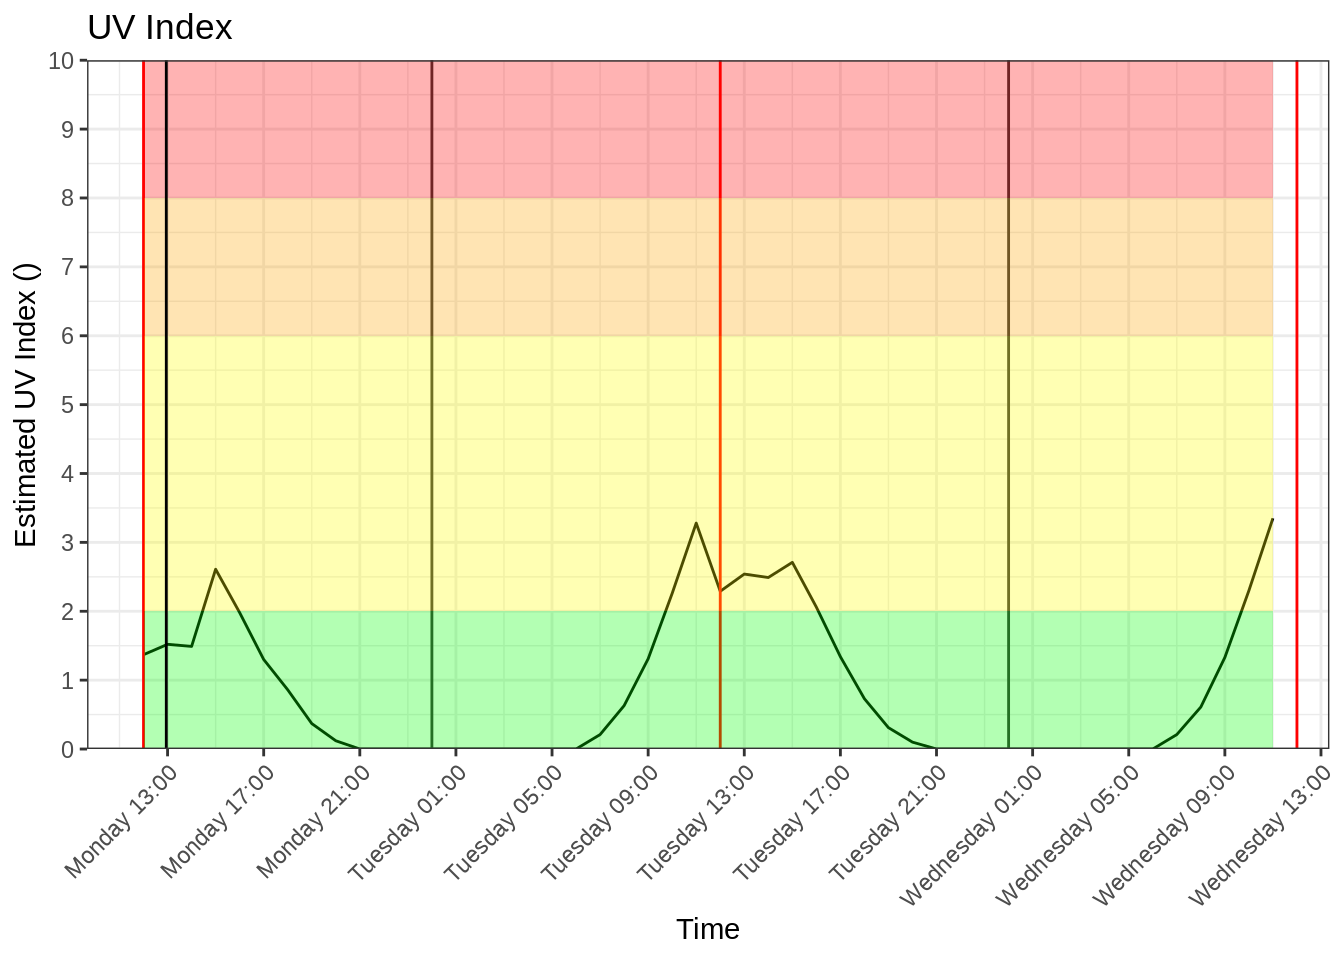 UV Index
Estimated UV Index ()
10
9
8
7
6
5
4
3
2
1
0
Monday 13:00
Monday 17:00
Monday 21:00
Tuesday 01:00
Tuesday 05:00
Tuesday 09:00
Tuesday 13:00
Tuesday 17:00
Tuesday 21:00
Wednesday 01:00
Wednesday 05:00
Wednesday 09:00
Wednesday 13:00
Time